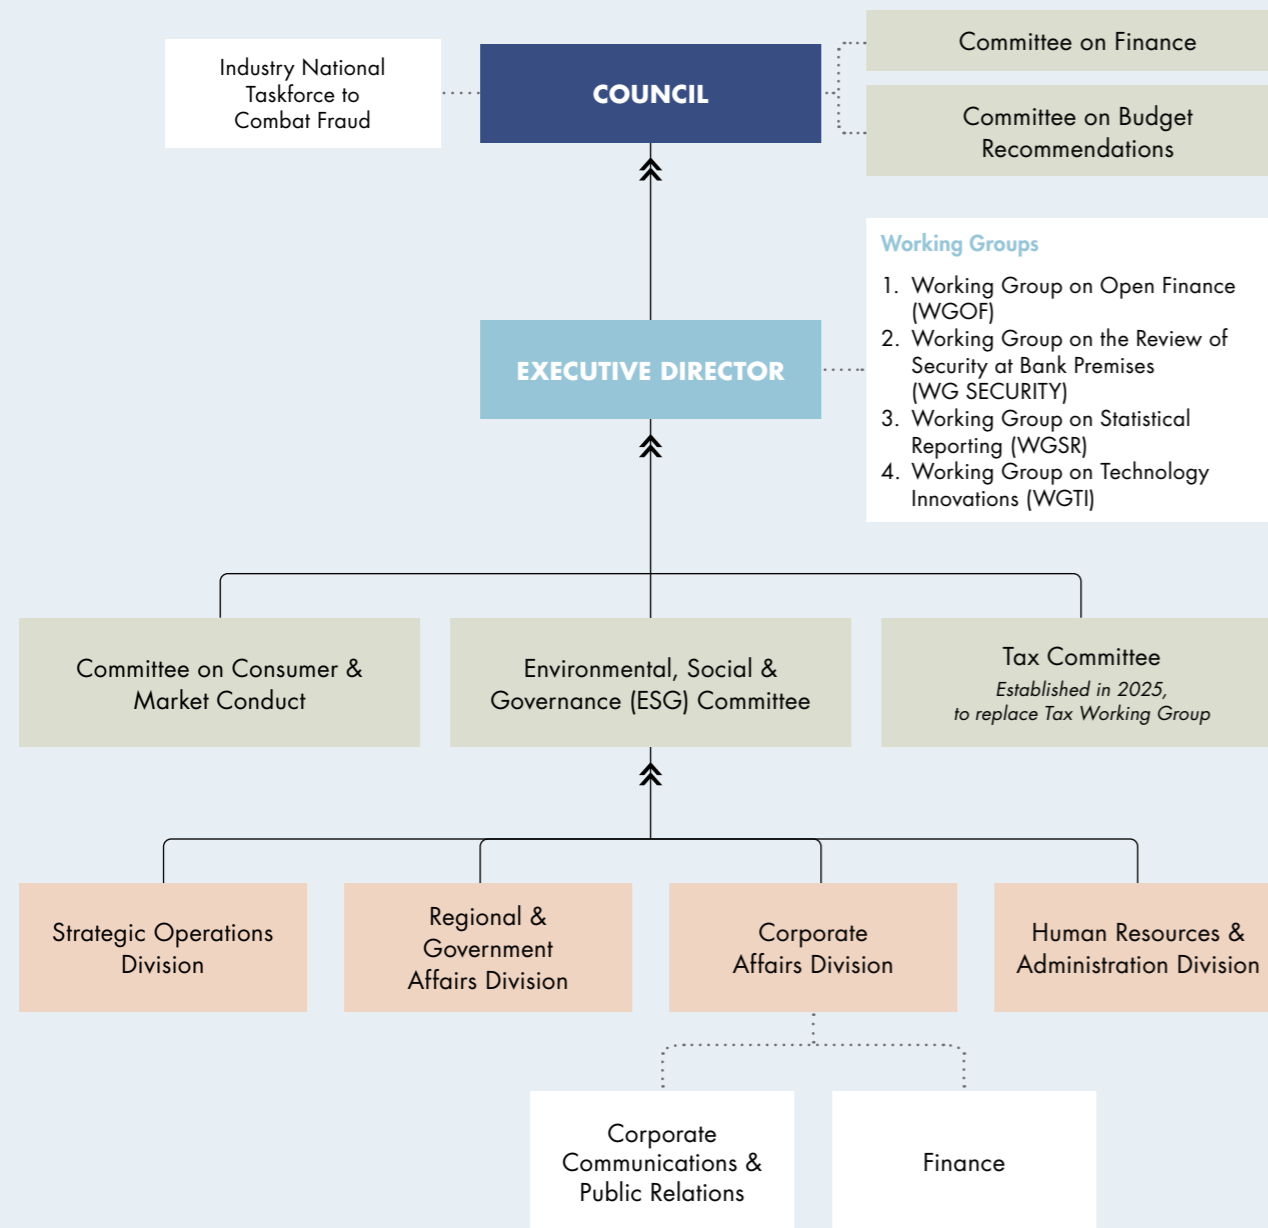 Industry National
Taskforce to
Combat Fraud
COUNCIL
Committee on Finance
Committee on Budget
Recommendations
EXECUTIVE DIRECTOR
Working Groups
1. Working Group on Open Finance
(WGOF)
2. Working Group on the Review of
Security at Bank Premises
(WG SECURITY)
3. Working Group on Statistical
Reporting (WGSR)
4. Working Group on Technology
Innovations (WGTI)
Committee on Consumer &
Market Conduct
Environmental, Social &
Governance (ESG) Committee
Tax Committee
Established in 2025,
to replace Tax Working Group
Strategic Operations
Division
Regional &
Government
Affairs Division
Corporate
Affairs Division
Human Resources &
Administration Division
Corporate
Communications &
Public Relations
Finance